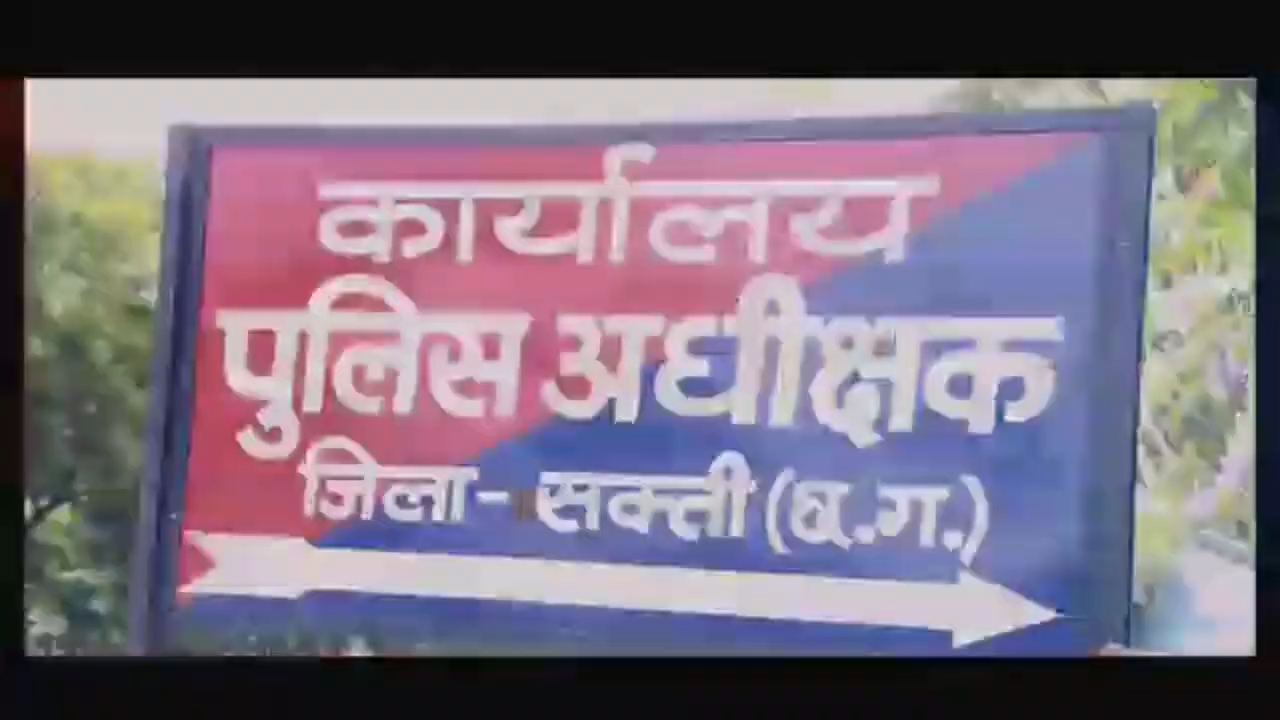 कार्यालय
पुलिस अधीक्षक
जिला- सक्ती (छ.ग.)